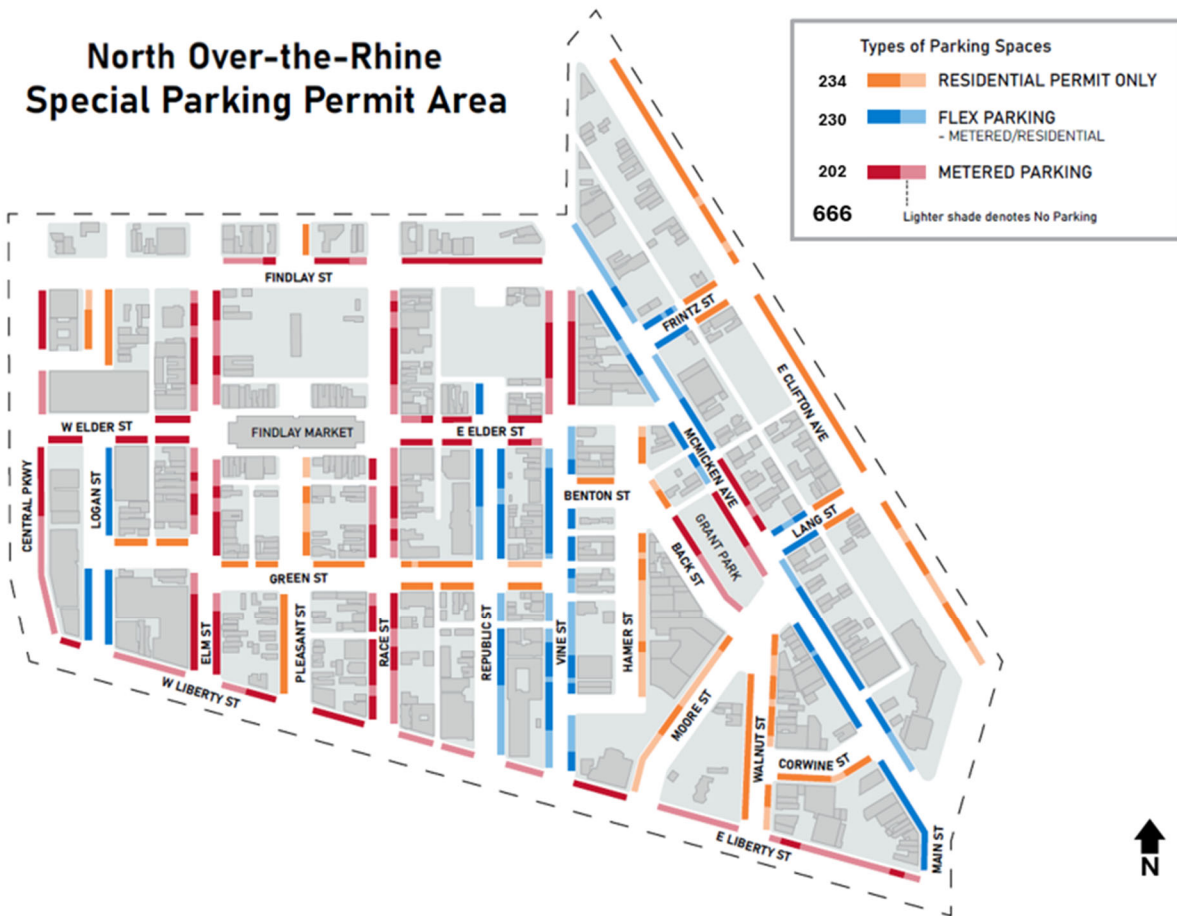 North Over-the-Rhine
Special Parking Permit Area
Types of Parking Spaces
234 RESIDENTIAL PERMIT ONLY
230 FLEX PARKING
- METERED/RESIDENTIAL
202 METERED PARKING
666 Lighter shade denotes No Parking
FINDLAY ST
FRINTZ ST
E CLIFTON AVE
W ELDER ST
FINDLAY MARKET
E ELDER ST
MCMICKEN AVE
CENTRAL PKWY
LOGAN ST
BENTON ST
GRANT PARK
LANG ST
BACK ST
GREEN ST
ELM ST
PLEASANT ST
RACE ST
REPUBLIC ST
VINE ST
HAMER ST
W LIBERTY ST
MOORE ST
WALNUT ST
CORWINE ST
E LIBERTY ST
MAIN ST
N